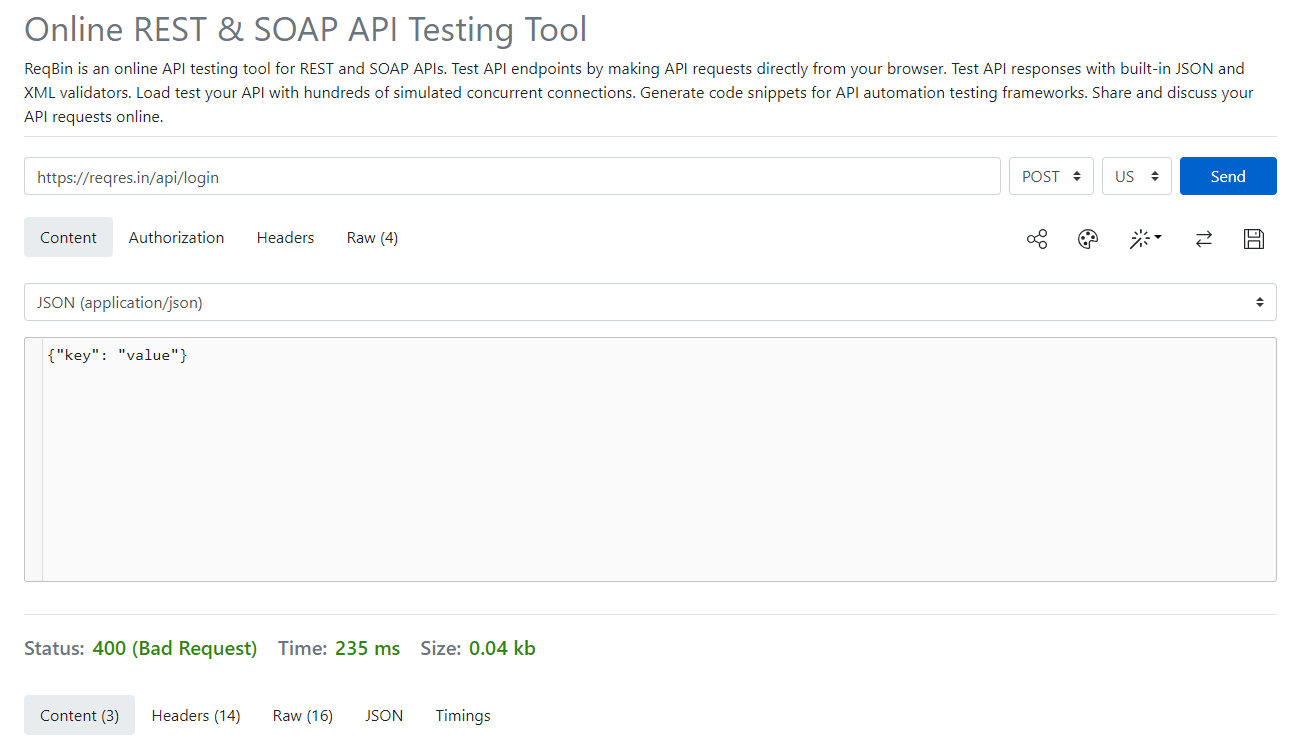 Online REST & SOAP API Testing Tool
ReqBin is an online API testing tool for REST and SOAP APIs. Test API endpoints by making API requests directly from your browser. Test API responses with built-in JSON and
XML validators. Load test your API with hundreds of simulated concurrent connections. Generate code snippets for API automation testing frameworks. Share and discuss your
API requests online.
https://reqres.in/api/login POST US Send
Content Authorization Headers Raw (4)
JSON (application/json)
{"key": "value"}
Status: 400 (Bad Request) Time: 235 ms Size: 0.04 kb
Content (3) Headers (14) Raw (16) JSON Timings